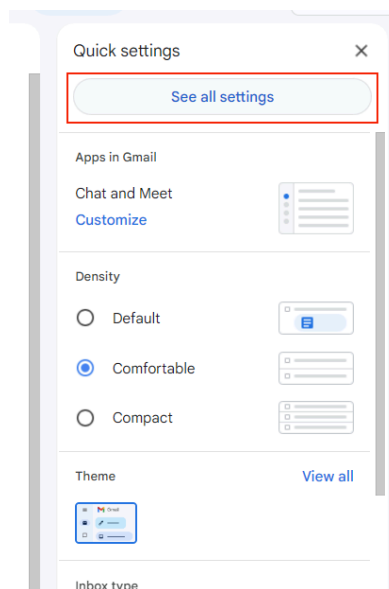 Quick settings
See all settings
Apps in Gmail
Chat and Meet
Customize
Density
Default
Comfortable
Compact
Theme
View all
Gmail
Inbox type